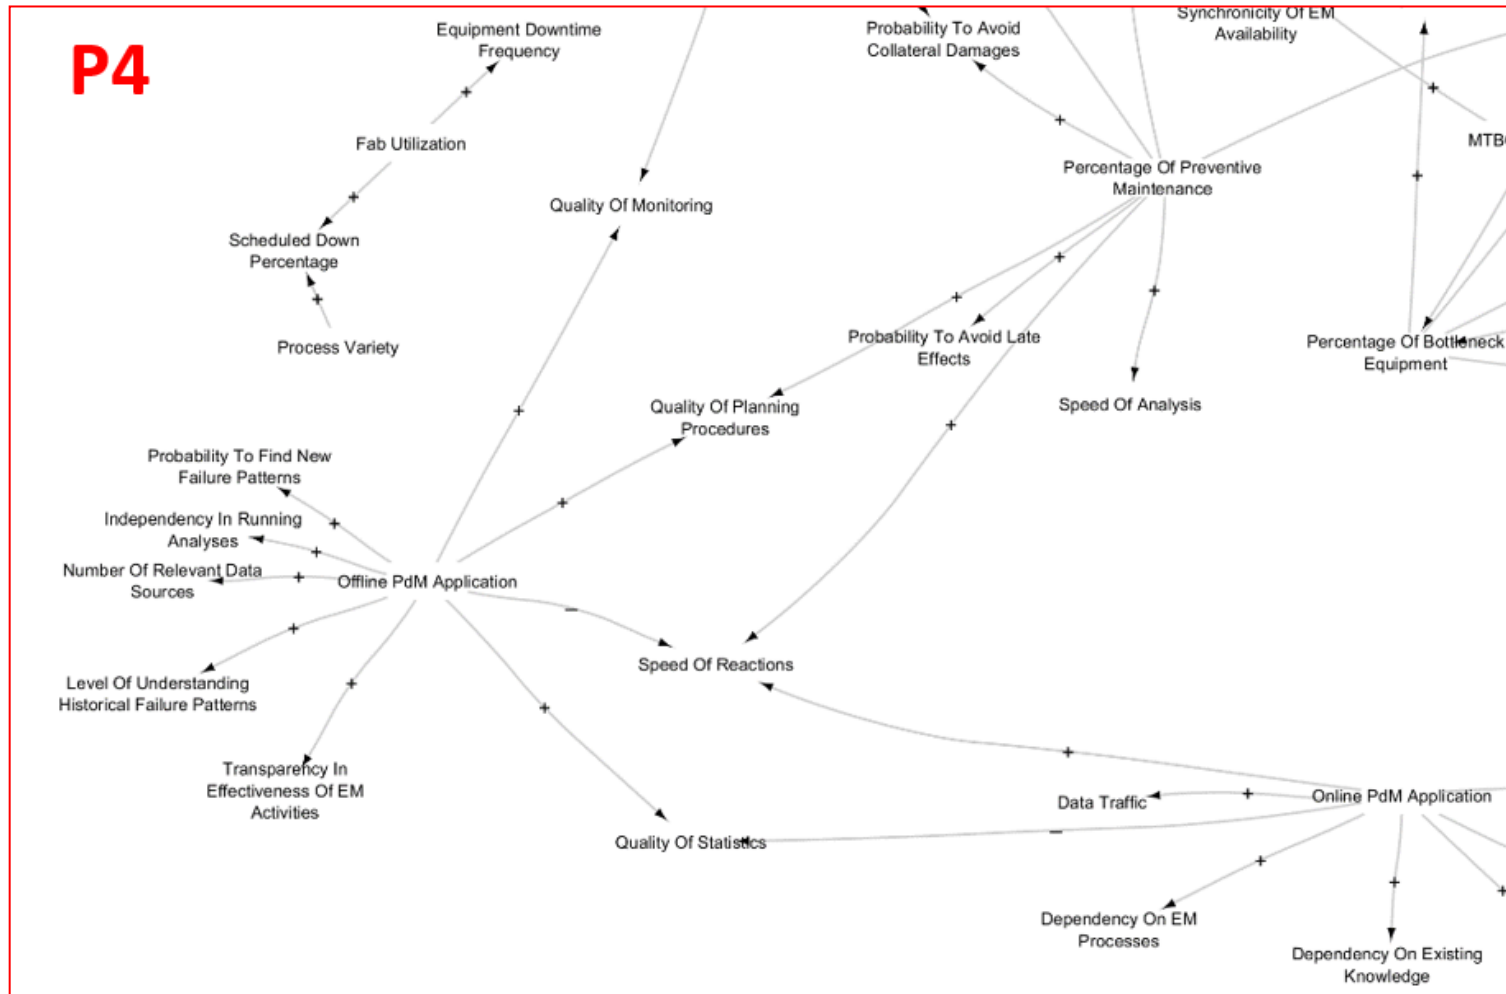 P4
Equipment Downtime
Frequency
Probability To Avoid
Collateral Damages
Synchronicity Of EM
Availability
+
+
+
Fab Utilization
MTB
Percentage Of Preventive
Maintenance
+
+
Quality Of Monitoring
Scheduled Down
Percentage
+
+
+
+
Process Variety
Probability To Avoid Late
Effects
Percentage Of Bottleneck
Equipment
Quality Of Planning
Procedures
Speed Of Analysis
+
+
Probability To Find New
Failure Patterns
+
+
Independency In Running
Analyses
+
Number Of Relevant Data
Sources
+
Offline PdM Application
–
+
Speed Of Reactions
Level Of Understanding
Historical Failure Patterns
+
+
+
Transparency In
Effectiveness Of EM
Activities
Data Traffic
+
Online PdM Application
Quality Of Statistics
–
+
+
+
Dependency On EM
Processes
Dependency On Existing
Knowledge